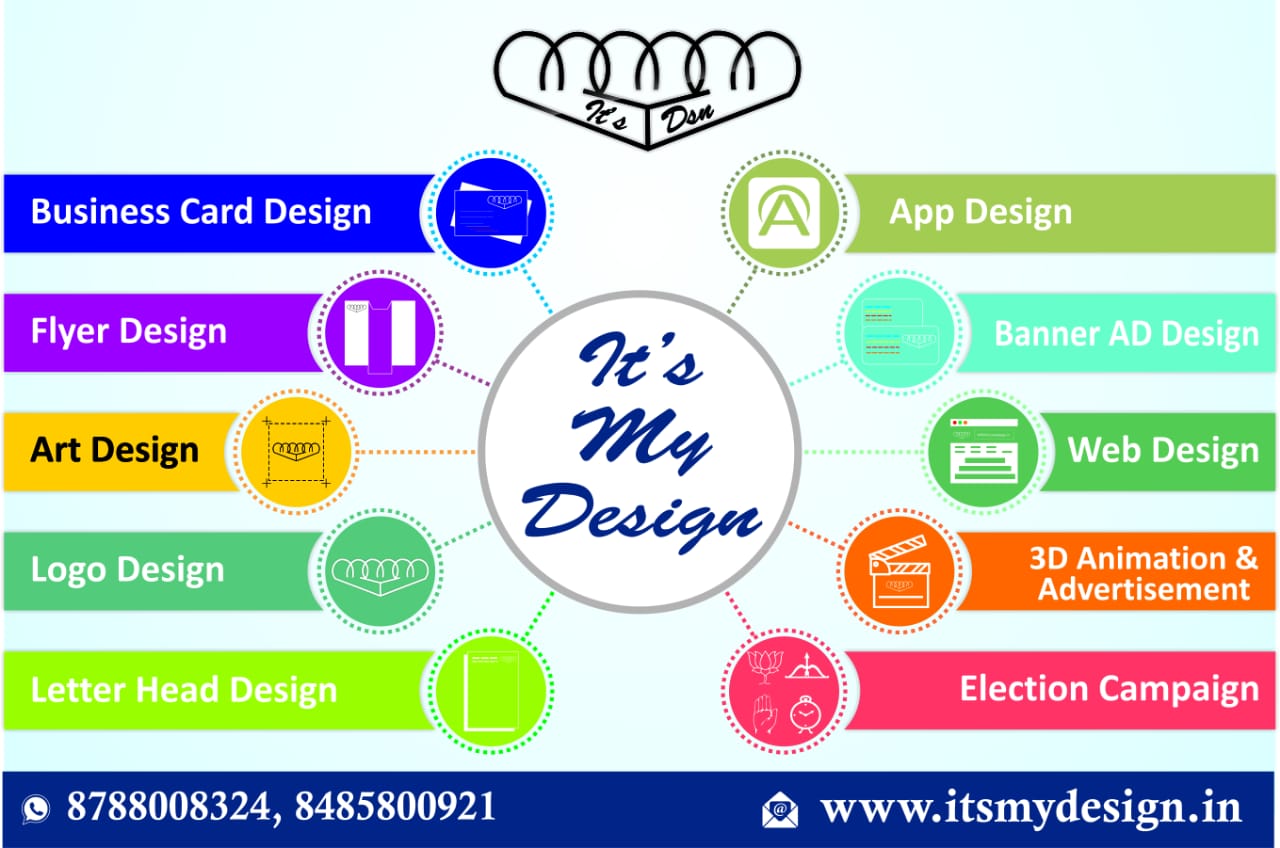 It's Dsn
Business Card Design
App Design
Flyer Design
Banner AD Design
It's
My
Design
Art Design
Web Design
Logo Design
3D Animation &
Advertisement
Letter Head Design
Election Campaign
8788008324, 8485800921
www.itsmydesign.in